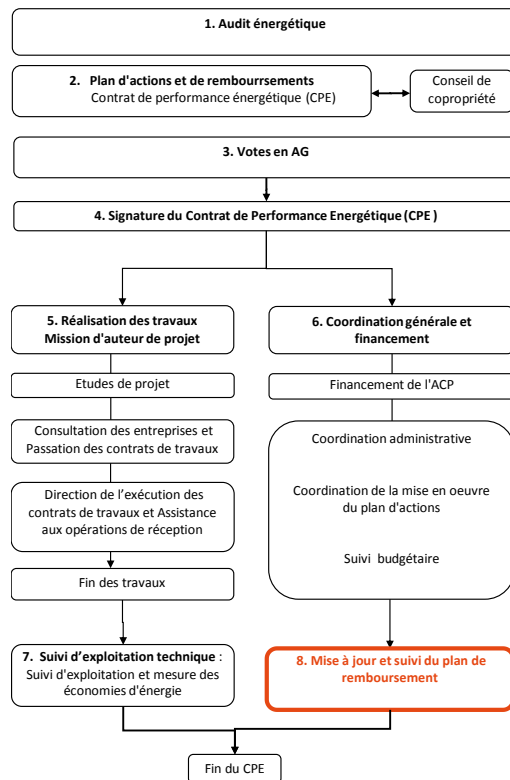 1. Audit énergétique
2. Plan d'actions et de rembourrsements
Contrat de performance énergétique (CPE)
Conseil de
copropriété
3. Votes en AG
4. Signature du Contrat de Performance Energétique (CPE )
5. Réalisation des travaux
Mission d'auteur de projet
6. Coordination générale et
financement
Etudes de projet
Financement de l'ACP
Consultation des entreprises et
Passation des contrats de travaux
Coordination administrative
Direction de l’exécution des
contrats de travaux et Assistance
aux opérations de réception
Coordination de la mise en oeuvre
du plan d'actions
Suivi budgétaire
Fin des travaux
7. Suivi d’exploitation technique :
Suivi d'exploitation et mesure des
économies d'énergie
8. Mise à jour et suivi du plan de
remboursement
Fin du CPE